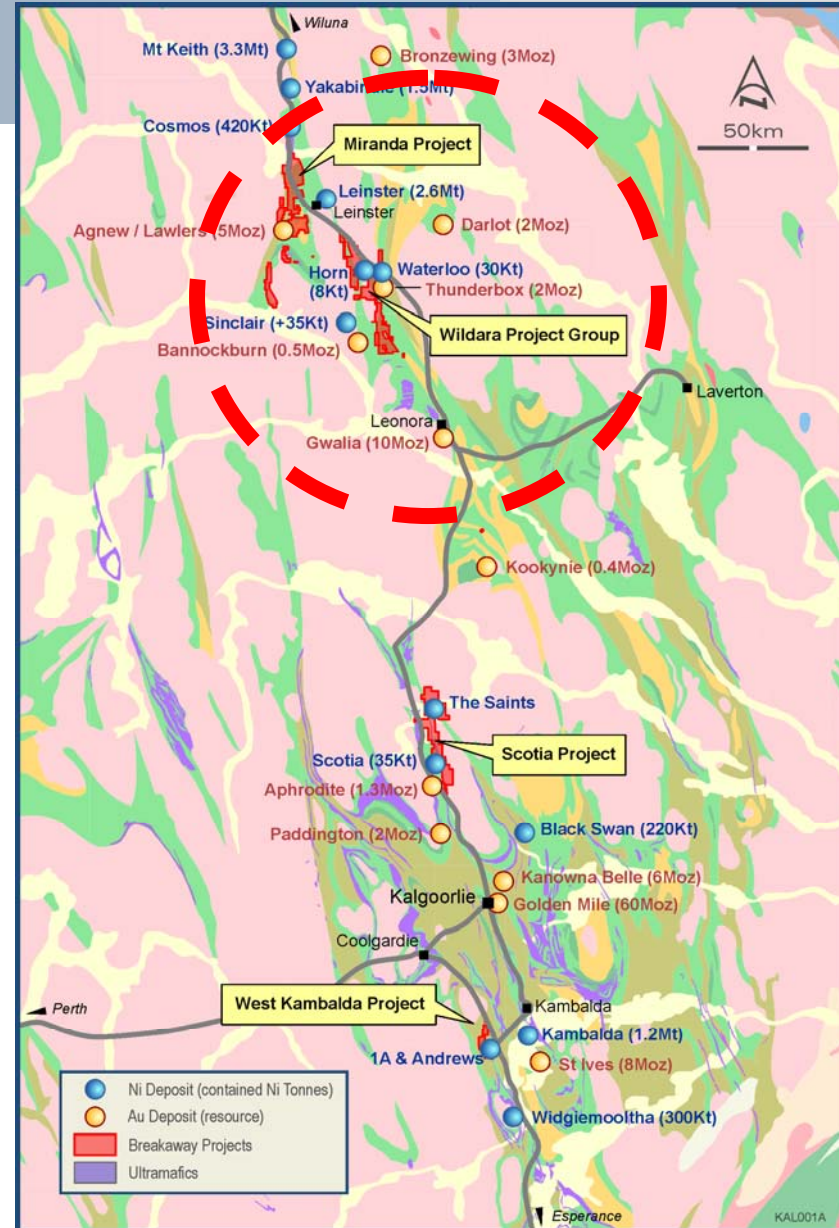 Wiluna
Mt Keith (3.3Mt)
Bronzewing (3Moz)
50km
Cosmos (420Kt)
Miranda Project
Leinster (2.6Mt)
Leinster
Agnew / Lawlers (5Moz)
Darlot (2Moz)
Horn
(8Kt)
Waterloo (30Kt)
Thunderbox (2Moz)
Sinclair (+35Kt)
Wildara Project Group
Bannockburn (0.5Moz)
Laverton
Leonora
Gwalia (10Moz)
Kookynie (0.4Moz)
The Saints
Scotia Project
Scotia (35Kt)
Aphrodite (1.3Moz)
Paddington (2Moz)
Black Swan (220Kt)
Kanowna Belle (6Moz)
Kalgoorlie
Golden Mile (60Moz)
Coolgardie
West Kambalda Project
Perth
Kambalda
Kambalda (1.2Mt)
1A & Andrews
St Ives (8Moz)
Ni Deposit (contained Ni Tonnes)
Au Deposit (resource)
Breakaway Projects
Ultramafics
Widgiemooltha (300Kt)
Esperance
KAL001A